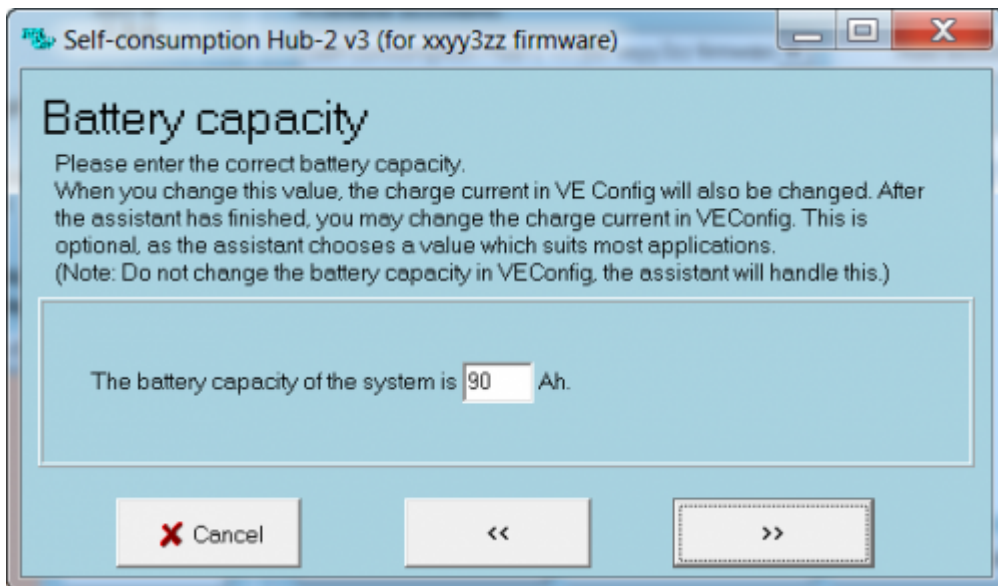 Self-consumption Hub-2 v3 (for xxyy3zz firmware)
Battery capacity
Please enter the correct battery capacity.
When you change this value, the charge current in VE Config will also be changed. After
the assistant has finished, you may change the charge current in VEConfig. This is
optional, as the assistant chooses a value which suits most applications.
(Note: Do not change the battery capacity in VEConfig, the assistant will handle this.)
The battery capacity of the system is 90 Ah.
Cancel << >>